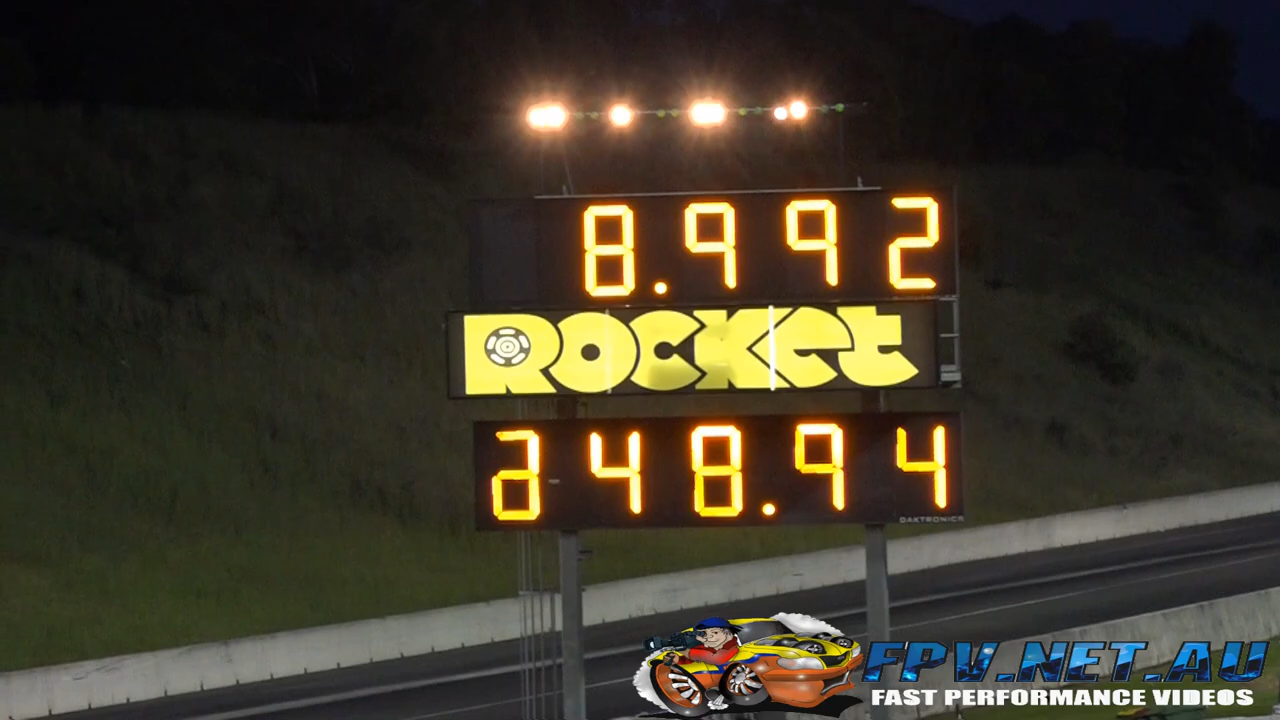 8.992
ROCKET
248.94
DAKTRONICS
FPV.NET.AU
FAST PERFORMANCE VIDEOS